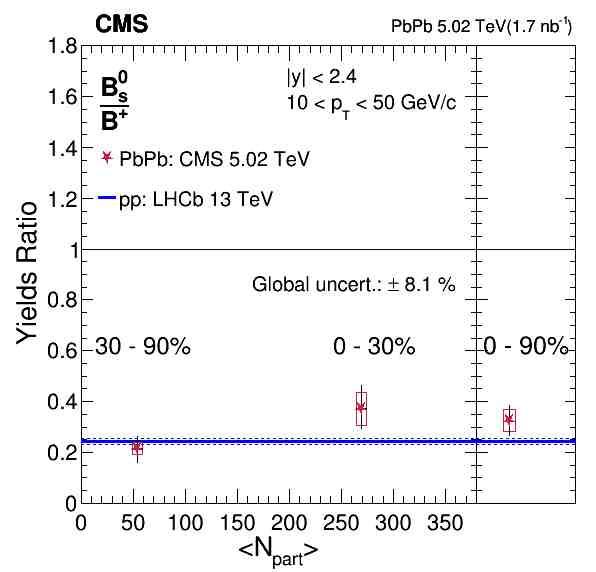 CMS
PbPb 5.02 TeV(1.7 nb⁻¹)
1.8
1.6
1.4
1.2
1
0.8
0.6
0.4
0.2
0
Yields Ratio
B⁰ₛ
B⁺
|y| < 2.4
10 < p_T < 50 GeV/c
PbPb: CMS 5.02 TeV
pp: LHCb 13 TeV
Global uncert.: ± 8.1 %
30 - 90% 0 - 30% 0 - 90%
0 50 100 150 200 250 300 350
<N_part>